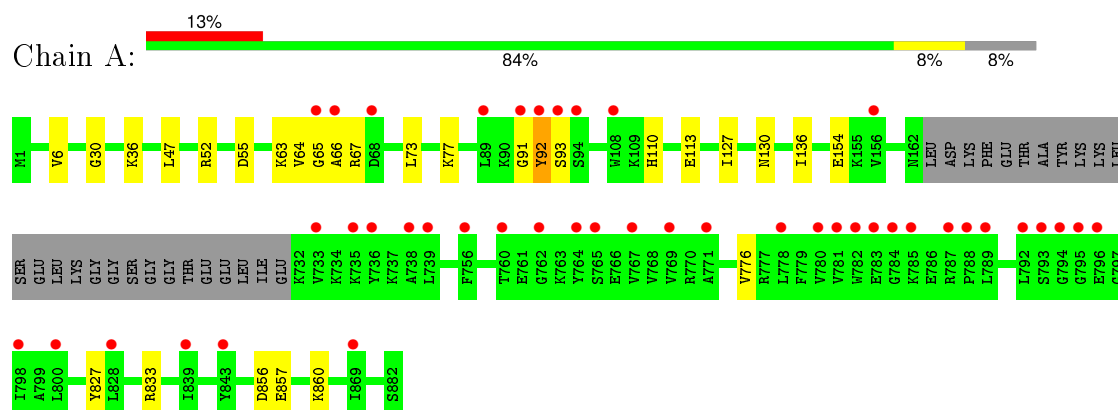 13%
Chain A:
84% 8% 8%
M1 V6 G30 K36 L47 R52 D55 K63 V64 G65 A66 R67 D68 L73 K77 L89 K90 G91 Y92 S93 S94 W108 K109 H110 E113 I127 N130 I136 E154 K155 V156 N162 LEU ASP LYS PHE GLU THR ALA TYR LYS LYS LEU
SER GLU LEU LYS GLY GLY SER GLY GLY THR GLU GLU LEU ILE GLU K732 V733 K734 K735 Y736 K737 A738 L739 F756 T760 E761 G762 K763 Y764 S765 E766 V767 V768 V769 R770 A771 V776 R777 L778 F779 V780 V781 W782 E783 G784 K785 E786 R787 P788 L789 L792 S793 G794 G795 E796 G797
I798 A799 L800 Y827 L828 R833 I839 Y843 D856 E857 K860 I869 S882